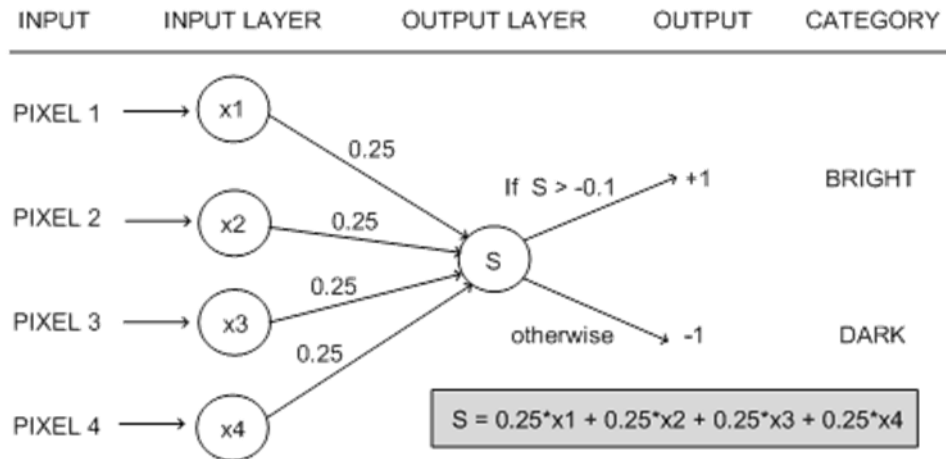 INPUT INPUT LAYER OUTPUT LAYER OUTPUT CATEGORY
PIXEL 1 x1
0.25
If S > -0.1 +1 BRIGHT
PIXEL 2 x2 0.25
S
0.25
PIXEL 3 x3
otherwise -1 DARK
0.25
PIXEL 4 x4
S = 0.25*x1 + 0.25*x2 + 0.25*x3 + 0.25*x4